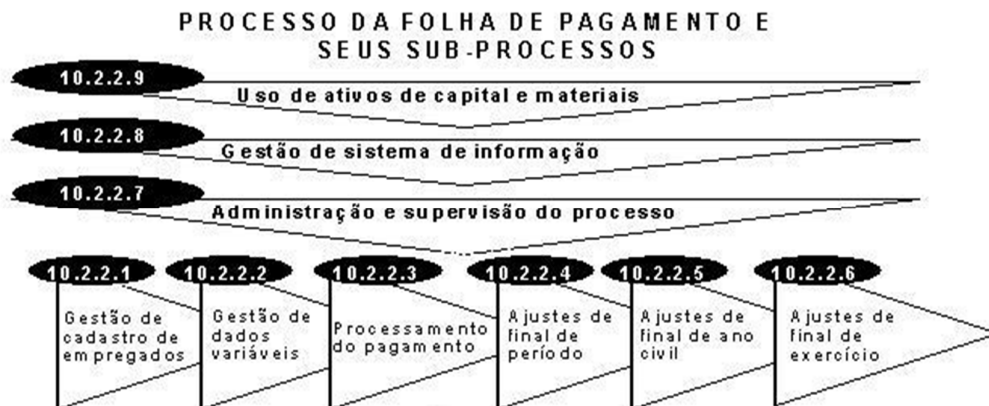 PROCESSO DA FOLHA DE PAGAMENTO E
SEUS SUB-PROCESSOS
10.2.2.9
Uso de ativos de capital e materiais
10.2.2.8
Gestão de sistema de informação
10.2.2.7
Administração e supervisão do processo
10.2.2.1
Gestão de
cadastro de
empregados
10.2.2.2
Gestão de
dados
variáveis
10.2.2.3
Processamento
do pagamento
10.2.2.4
Ajustes de
final de
período
10.2.2.5
Ajustes de
final de ano
civil
10.2.2.6
Ajustes de
final de
exercício